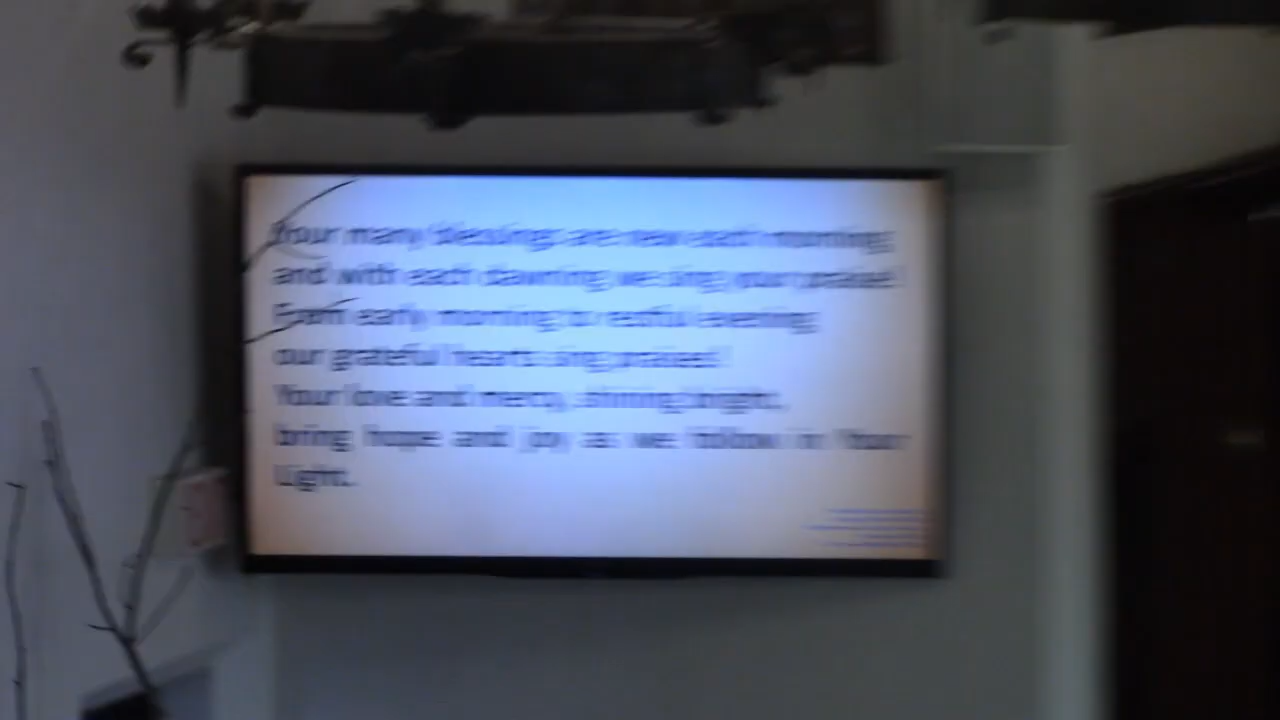 Your many blessings are new each morning;
and with each dawning we sing your praise!
From early morning to restful evening
our grateful hearts sing praises!
Your love and mercy, shining bright,
bring hope and joy as we follow in Your
Light.